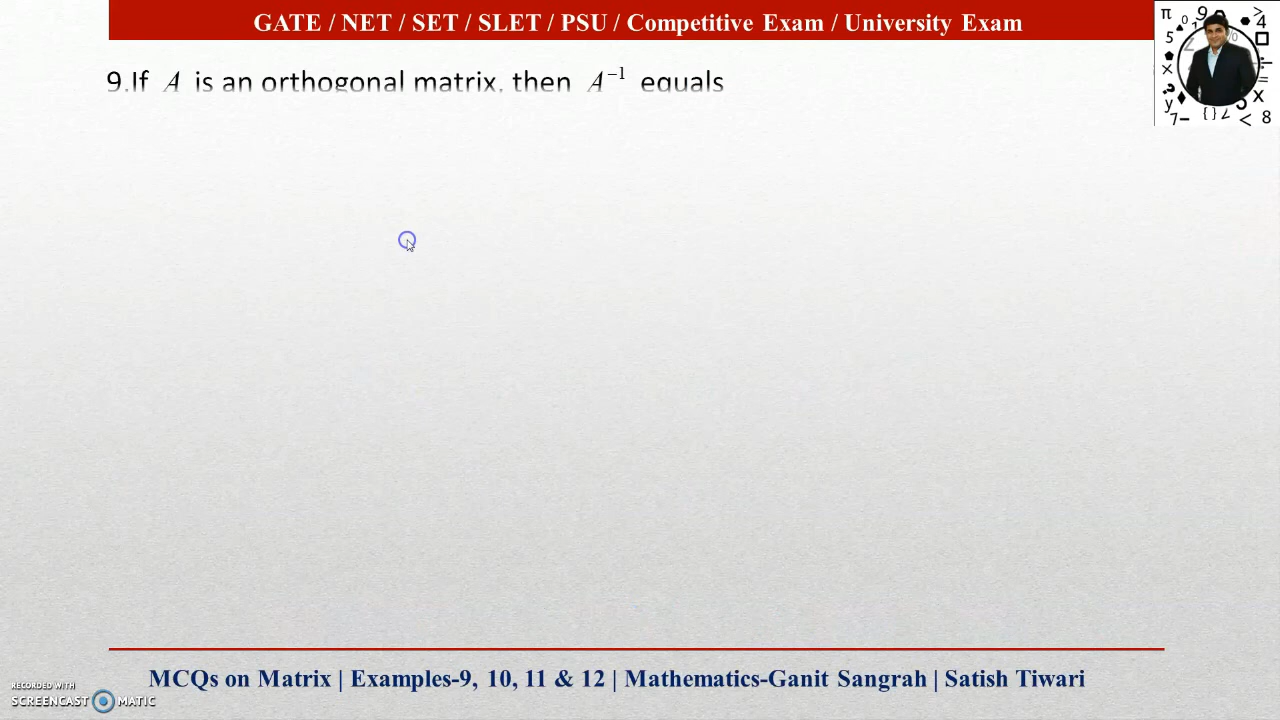 GATE / NET / SET / SLET / PSU / Competitive Exam / University Exam
9.If A is an orthogonal matrix, then A⁻¹ equals
MCQs on Matrix | Examples-9, 10, 11 & 12 | Mathematics-Ganit Sangrah | Satish Tiwari
RECORDED WITH
SCREENCAST MATIC